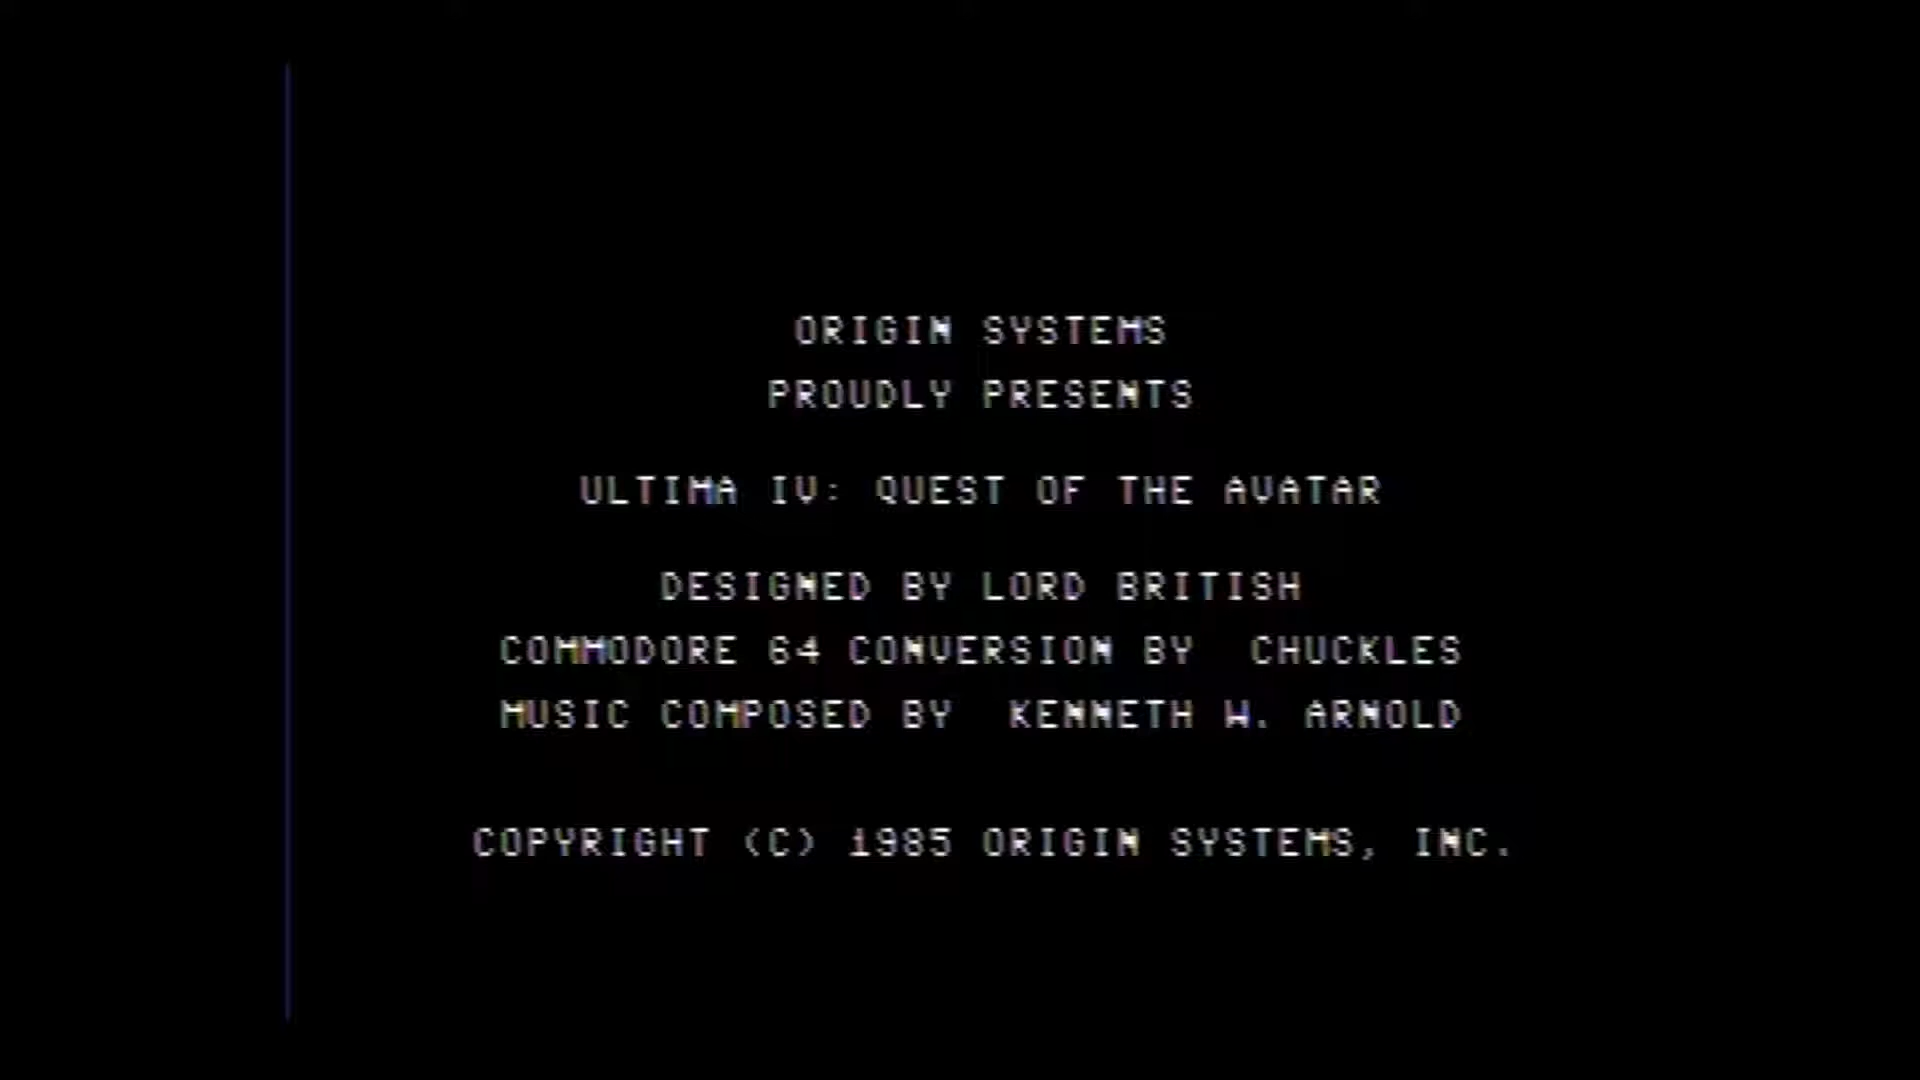 ORIGIN SYSTEMS
PROUDLY PRESENTS
ULTIMA IV: QUEST OF THE AVATAR
DESIGNED BY LORD BRITISH
COMMODORE 64 CONVERSION BY  CHUCKLES
MUSIC COMPOSED BY  KENNETH W. ARNOLD
COPYRIGHT (C) 1985 ORIGIN SYSTEMS, INC.